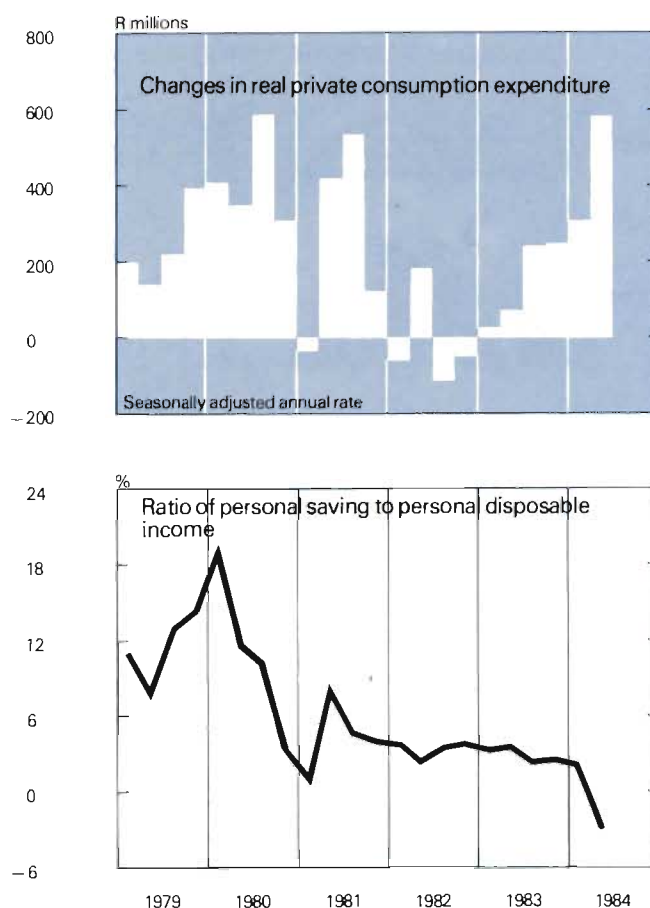 R millions
800
Changes in real private consumption expenditure
600
400
200
0
Seasonally adjusted annual rate
−200
%
24
Ratio of personal saving to personal disposable
income
18
12
6
0
−6
1979 1980 1981 1982 1983 1984